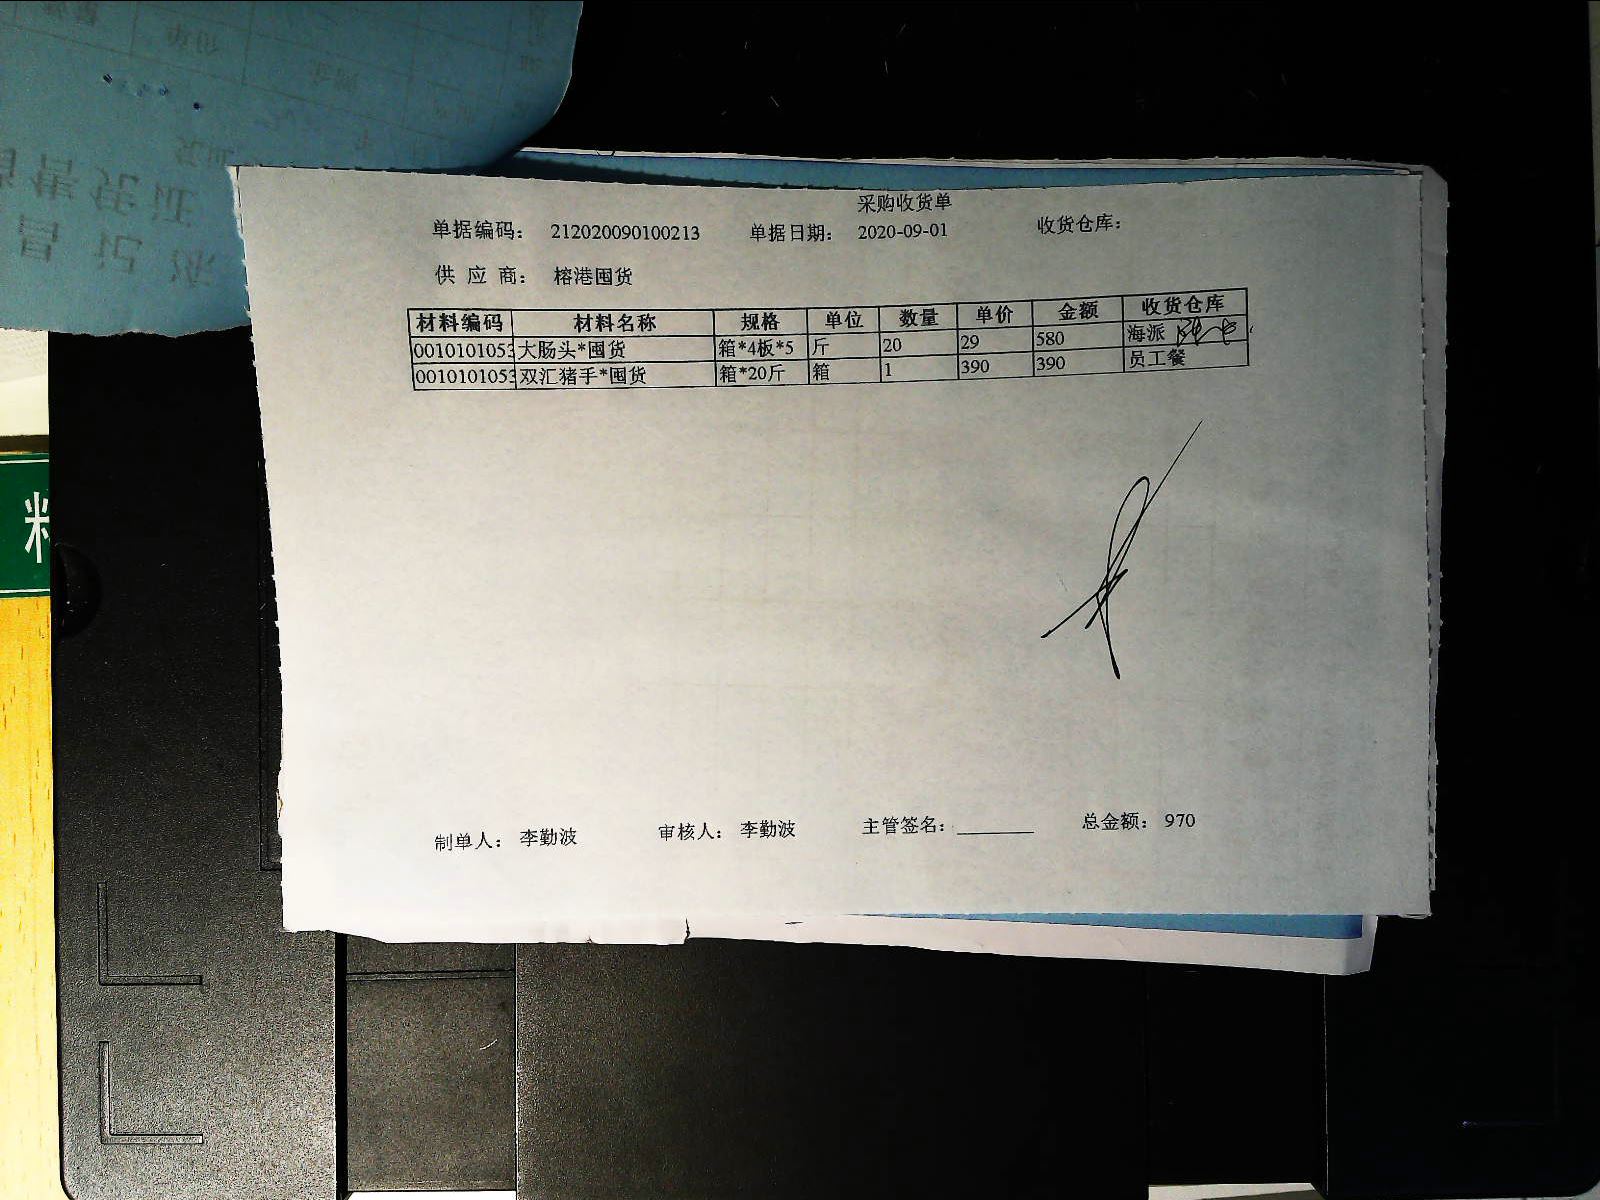 采购收货单
单据编码： 212020090100213 单据日期： 2020-09-01 收货仓库：
供 应 商： 榕港囤货
材料编码 材料名称 规格 单位 数量 单价 金额 收货仓库
0010101053 大肠头*囤货 箱*4板*5 斤 20 29 580 海派
0010101053 双汇猪手*囤货 箱*20斤 箱 1 390 390 员工餐
制单人： 李勤波 审核人： 李勤波 主管签名：________ 总金额： 970